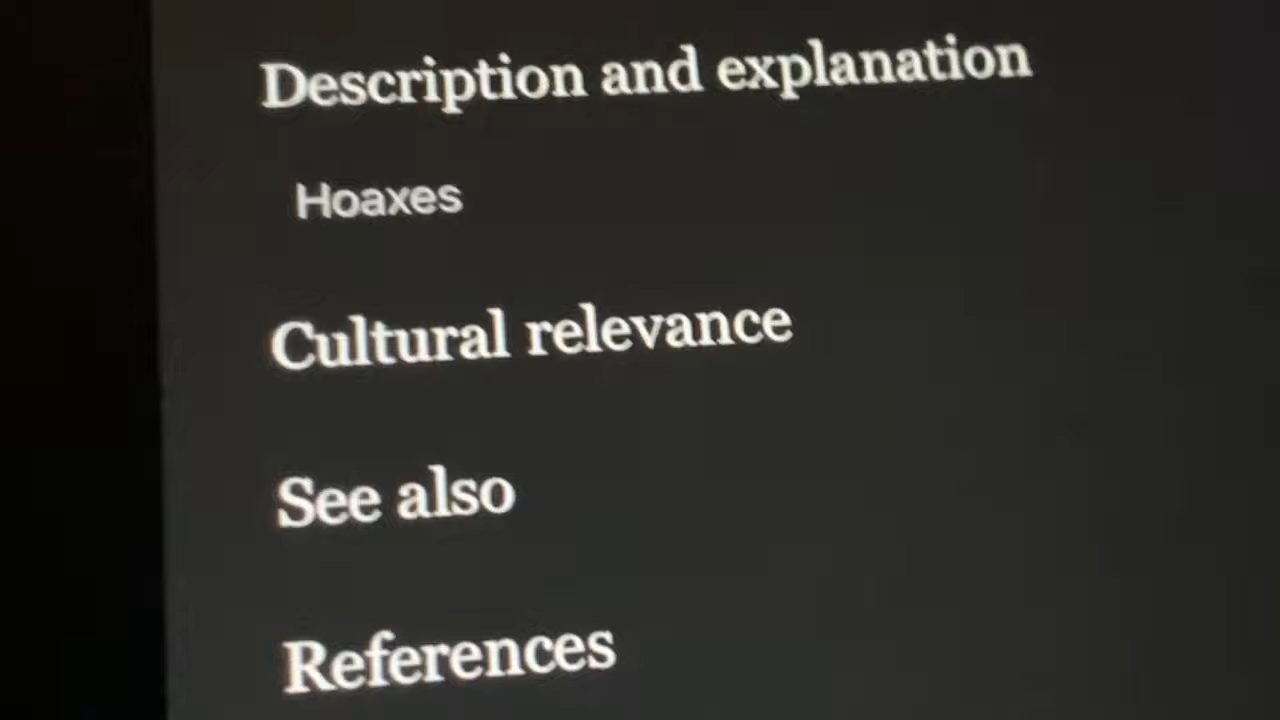 Description and explanation
Hoaxes
Cultural relevance
See also
References